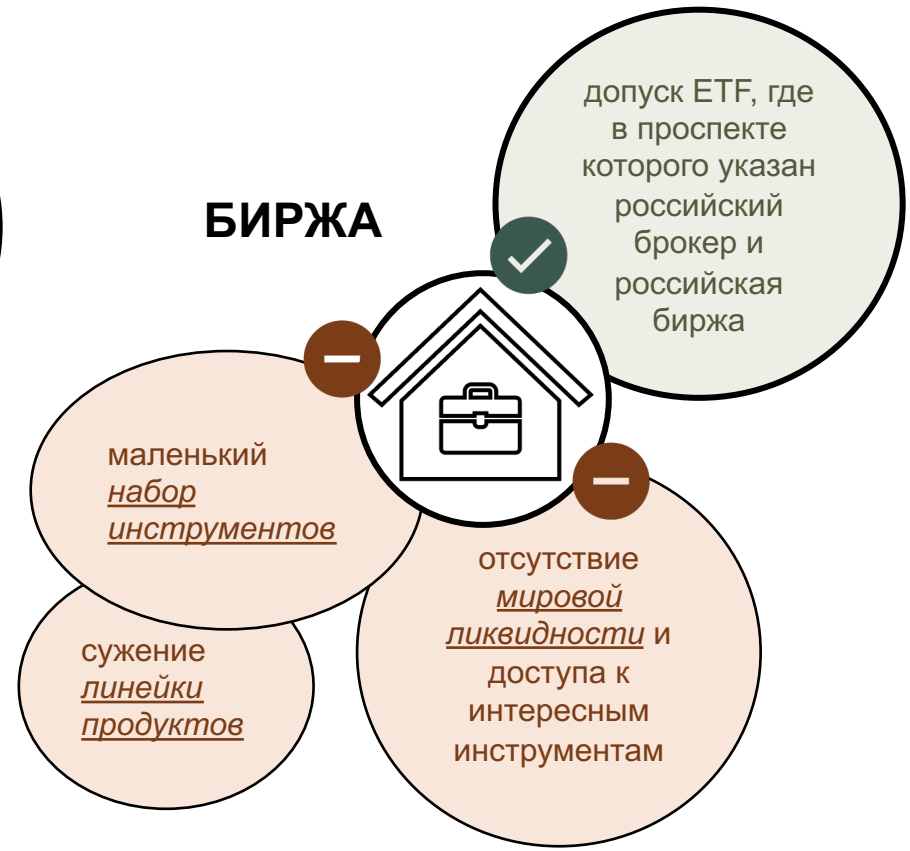 БИРЖА
допуск ETF, где
в проспекте
которого указан
российский
брокер и
российская
биржа
маленький
набор
инструментов
сужение
линейки
продуктов
отсутствие
мировой
ликвидности и
доступа к
интересным
инструментам